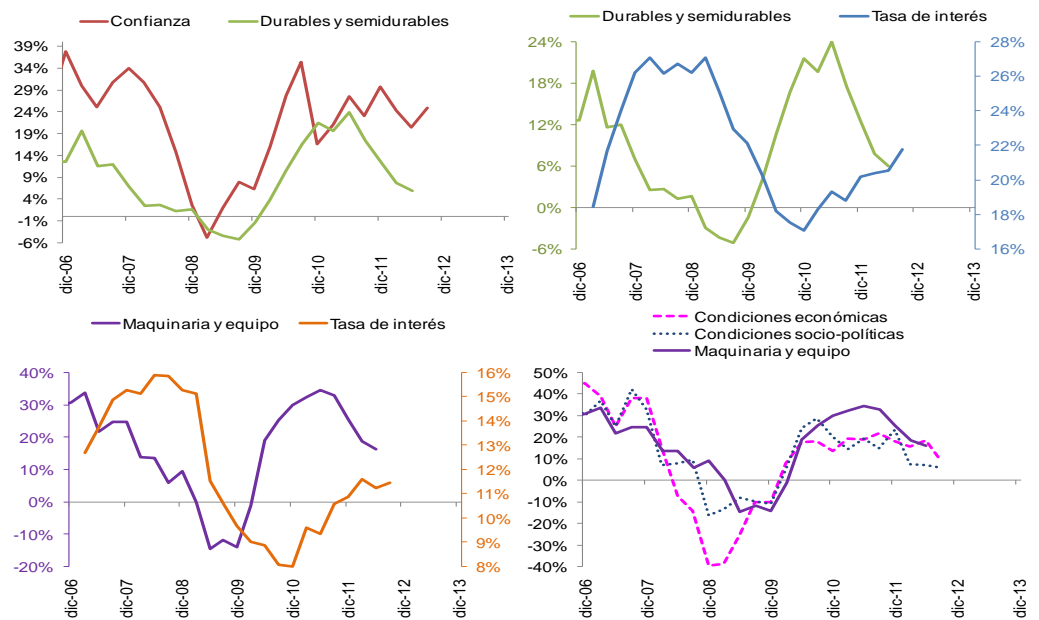 Confianza
Durables y semidurables
39%
34%
29%
24%
19%
14%
9%
4%
-1%
-6%
dic-06
dic-07
dic-08
dic-09
dic-10
dic-11
dic-12
dic-13
Durables y semidurables
Tasa de interés
24%
18%
12%
6%
0%
-6%
28%
26%
24%
22%
20%
18%
16%
dic-06
dic-07
dic-08
dic-09
dic-10
dic-11
dic-12
dic-13
Maquinaria y equipo
Tasa de interés
40%
30%
20%
10%
0%
-10%
-20%
16%
15%
14%
13%
12%
11%
10%
9%
8%
dic-06
dic-07
dic-08
dic-09
dic-10
dic-11
dic-12
dic-13
Condiciones económicas
Condiciones socio-políticas
Maquinaria y equipo
50%
40%
30%
20%
10%
0%
-10%
-20%
-30%
-40%
dic-06
dic-07
dic-08
dic-09
dic-10
dic-11
dic-12
dic-13